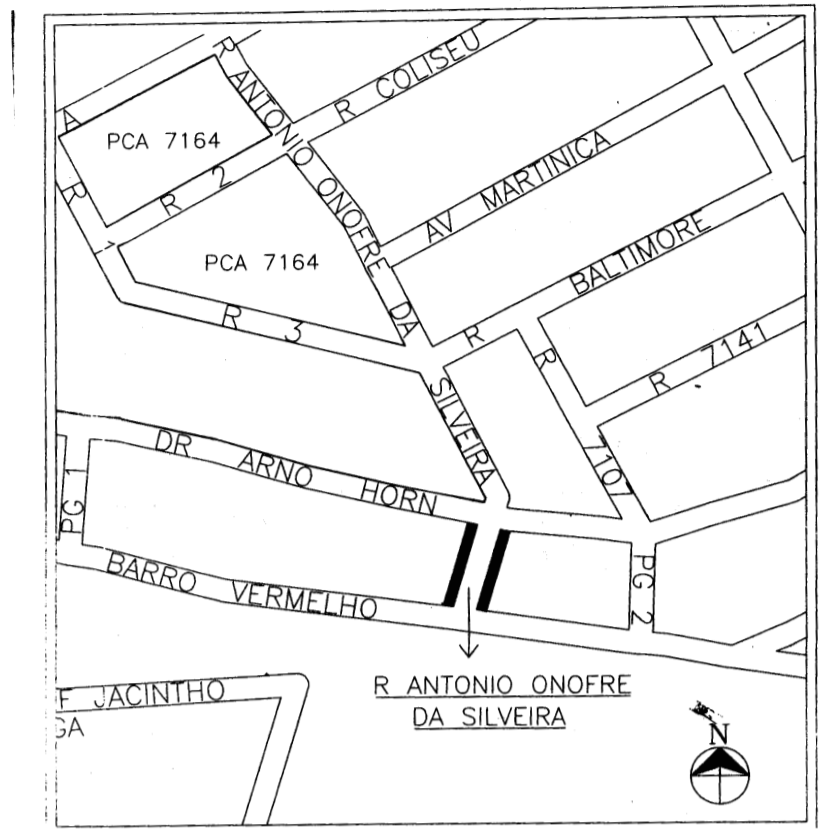 R ANTONIO ONOFRE DA SILVEIRA
R COLISEU
A
PCA 7164
R 2
R 1
AV MARTINICA
PCA 7164
R BALTIMORE
R 3
R 7141
R 7107
DR ARNO HORN
PG 1
BARRO VERMELHO
PG 2
F JACINTHO
GA
R ANTONIO ONOFRE
DA SILVEIRA
N